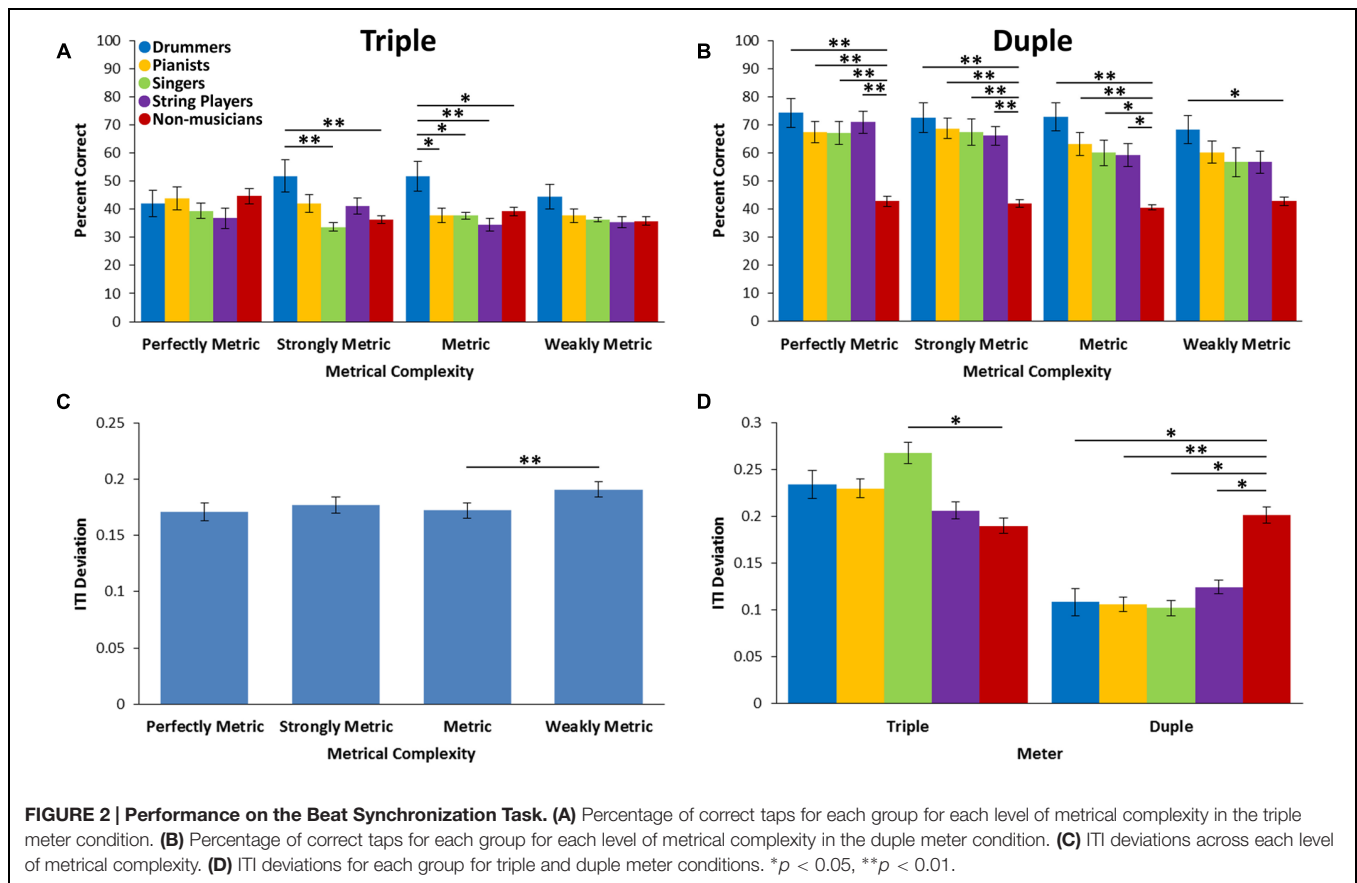 A
Triple
Drummers
Pianists
Singers
String Players
Non-musicians
100
90
80
70
60
50
40
30
20
10
0
Percent Correct
*
**
*
*
**
**
Perfectly Metric Strongly Metric Metric Weakly Metric
Metrical Complexity
B
Duple
100
90
80
70
60
50
40
30
20
10
0
Percent Correct
**
**
**
**
**
**
**
**
**
**
*
*
*
Perfectly Metric Strongly Metric Metric Weakly Metric
Metrical Complexity
C
0.25
0.2
0.15
0.1
0.05
0
ITI Deviation
**
Perfectly Metric Strongly Metric Metric Weakly Metric
Metrical Complexity
D
0.3
0.25
0.2
0.15
0.1
0.05
0
ITI Deviation
*
*
**
*
*
Triple Duple
Meter
FIGURE 2 | Performance on the Beat Synchronization Task. (A) Percentage of correct taps for each group for each level of metrical complexity in the triple
meter condition. (B) Percentage of correct taps for each group for each level of metrical complexity in the duple meter condition. (C) ITI deviations across each level
of metrical complexity. (D) ITI deviations for each group for triple and duple meter conditions. *p < 0.05, **p < 0.01.